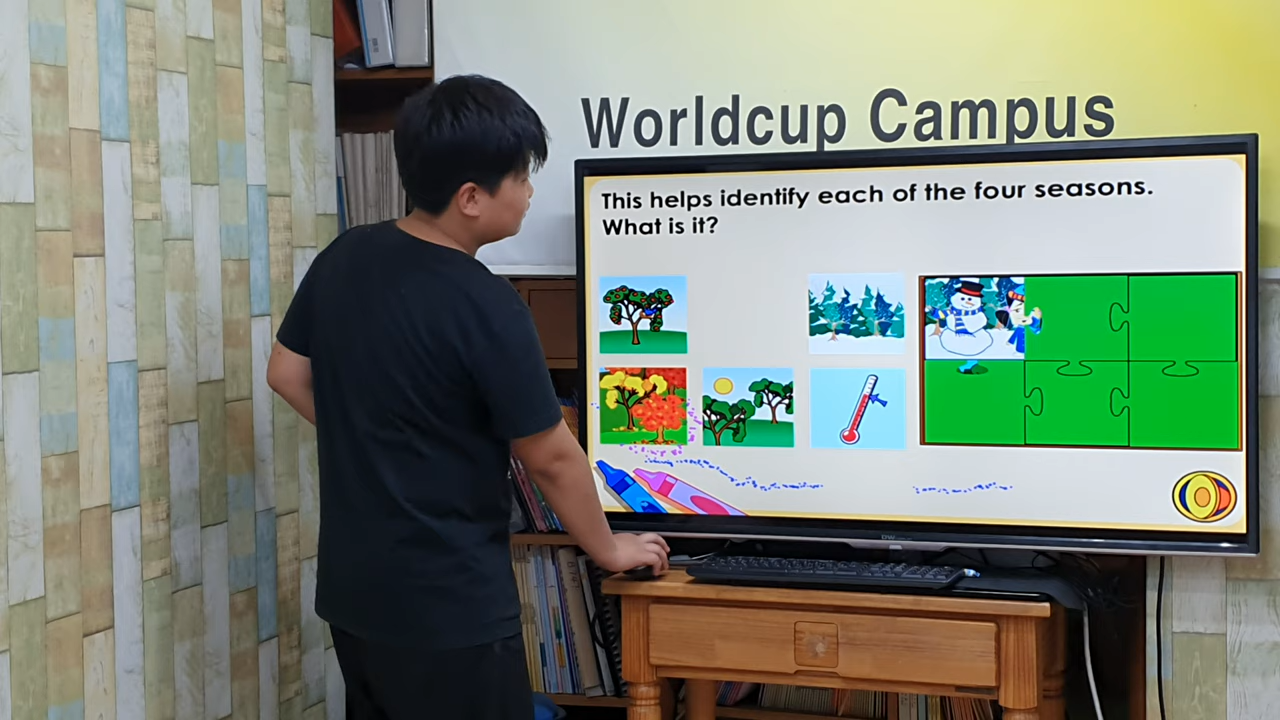 Worldcup Campus
This helps identify each of the four seasons.
What is it?